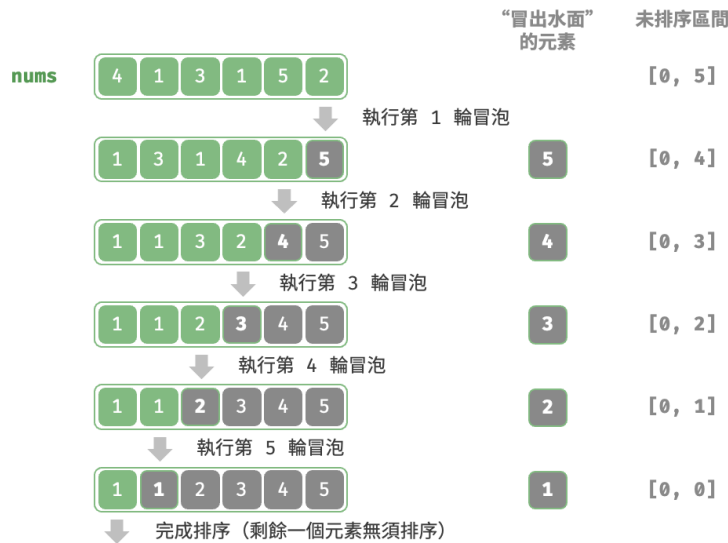 “冒出水面” 未排序區間
的元素
nums 4 1 3 1 5 2 [0, 5]
執行第 1 輪冒泡
1 3 1 4 2 5 5 [0, 4]
執行第 2 輪冒泡
1 1 3 2 4 5 4 [0, 3]
執行第 3 輪冒泡
1 1 2 3 4 5 3 [0, 2]
執行第 4 輪冒泡
1 1 2 3 4 5 2 [0, 1]
執行第 5 輪冒泡
1 1 2 3 4 5 1 [0, 0]
完成排序（剩餘一個元素無須排序）